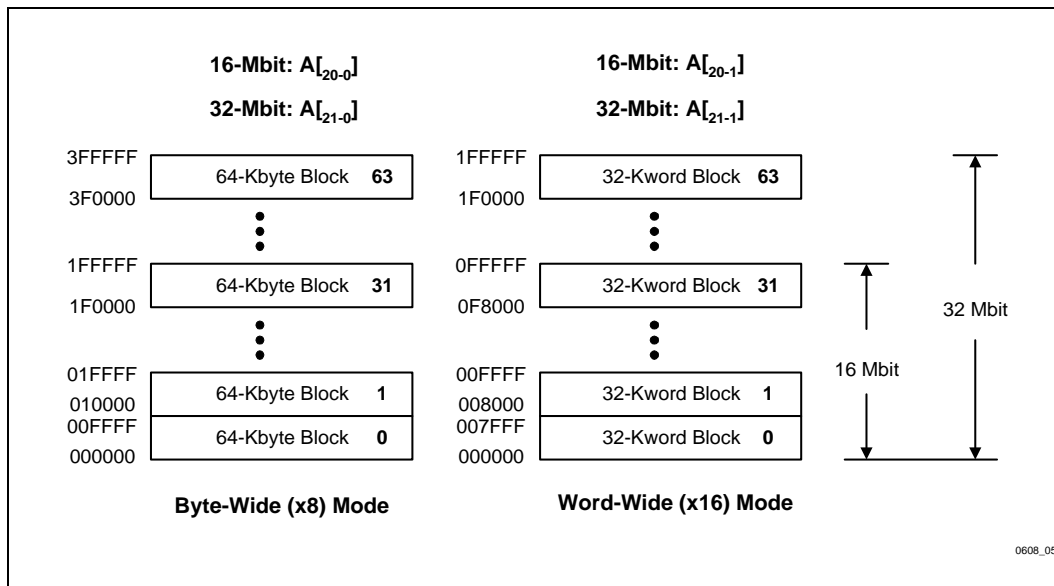 16-Mbit: A[20-0]
32-Mbit: A[21-0]
3FFFFF
64-Kbyte Block 63
3F0000
1FFFFF
64-Kbyte Block 31
1F0000
01FFFF
64-Kbyte Block 1
010000
00FFFF
64-Kbyte Block 0
000000
Byte-Wide (x8) Mode
16-Mbit: A[20-1]
32-Mbit: A[21-1]
1FFFFF
32-Kword Block 63
1F0000
0FFFFF
32-Kword Block 31
0F8000
00FFFF
32-Kword Block 1
008000
007FFF
32-Kword Block 0
000000
Word-Wide (x16) Mode
16 Mbit
32 Mbit
0608_05